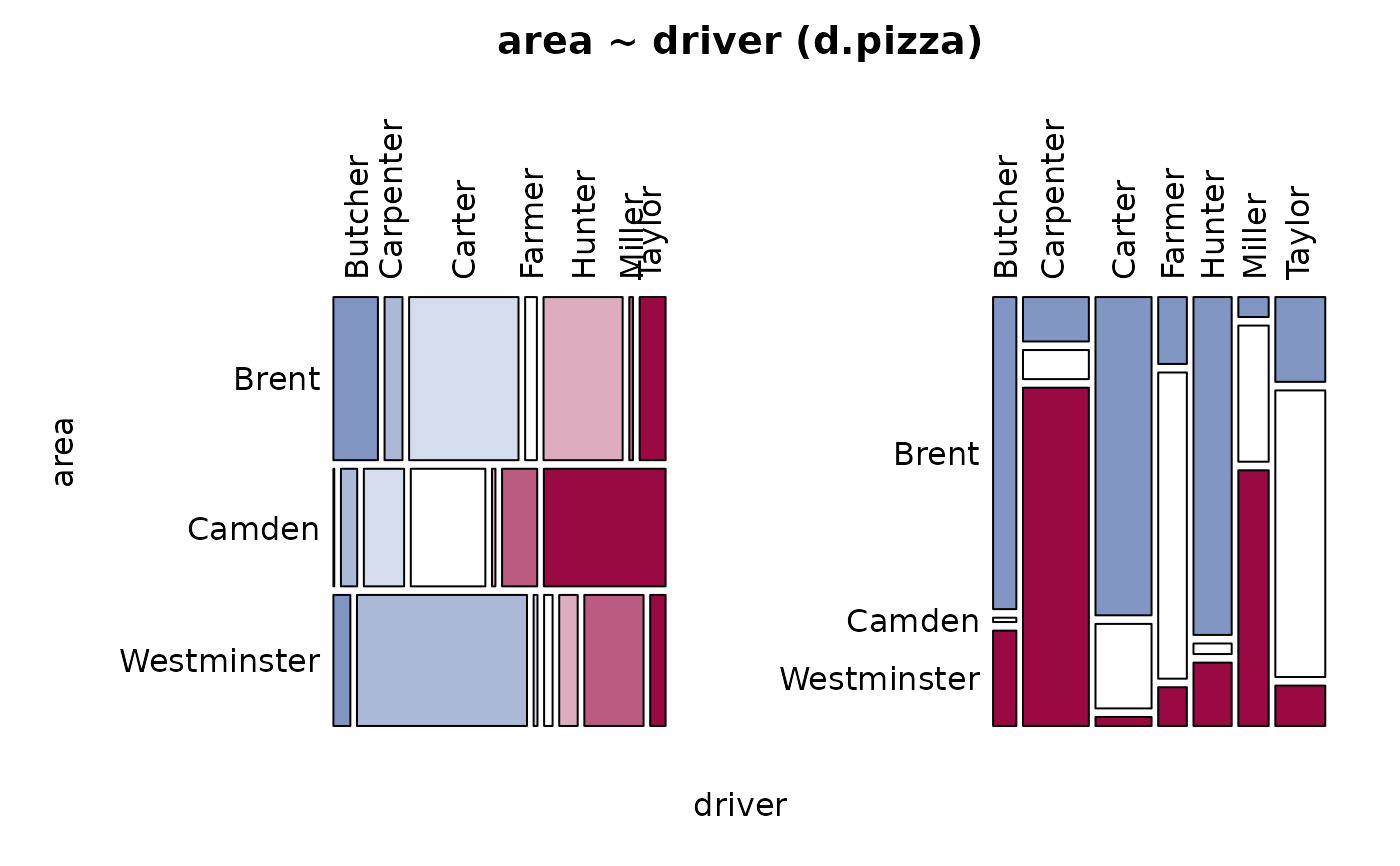 area ~ driver (d.pizza)
Butcher
Carpenter
Carter
Farmer
Hunter
Miller
Taylor
Butcher
Carpenter
Carter
Farmer
Hunter
Miller
Taylor
area
Brent
Camden
Westminster
Brent
Camden
Westminster
driver